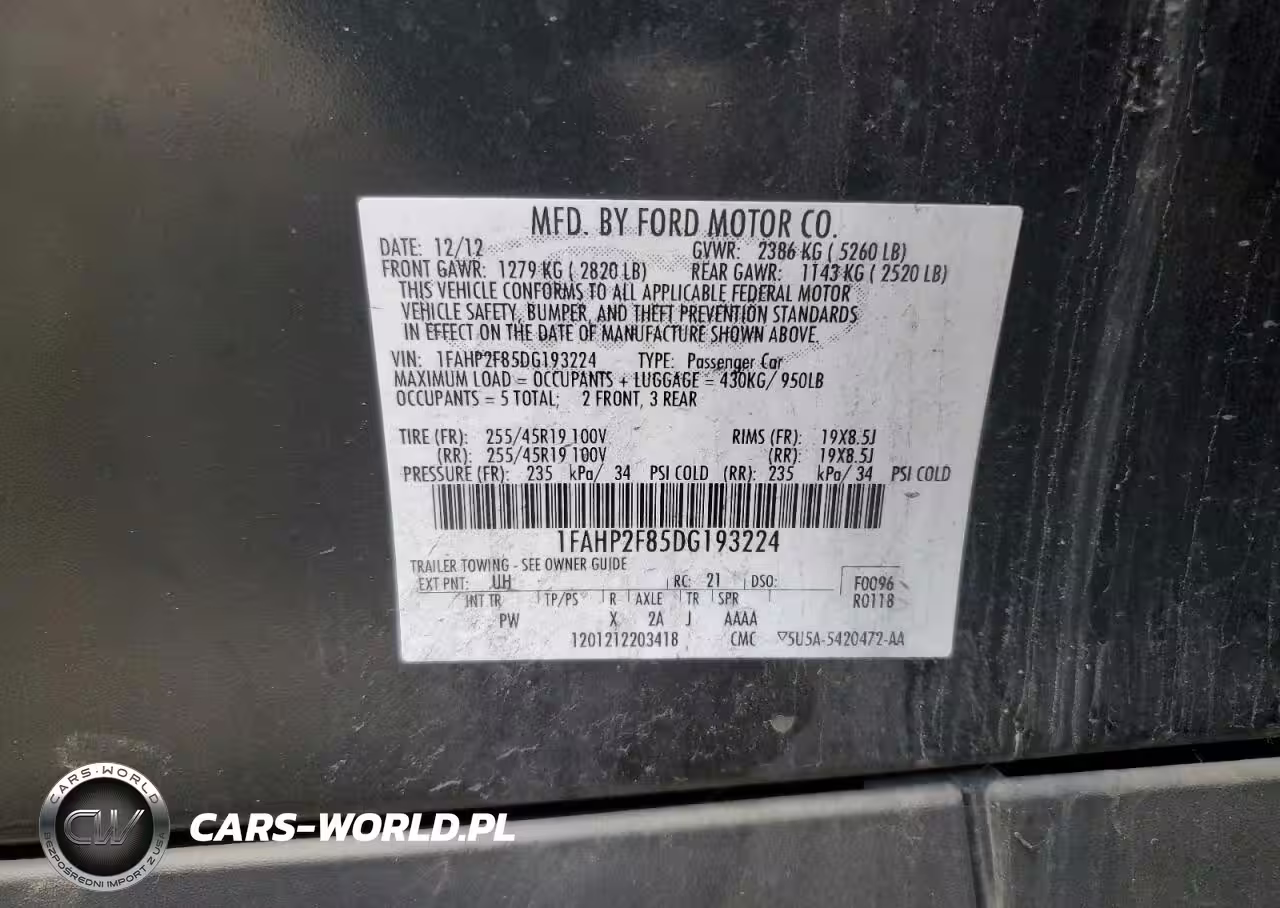 MFD. BY FORD MOTOR CO.
DATE: 12/12 GVWR: 2386 KG ( 5260 LB)
FRONT GAWR: 1279 KG ( 2820 LB) REAR GAWR: 1143 KG ( 2520 LB)
THIS VEHICLE CONFORMS TO ALL APPLICABLE FEDERAL MOTOR
VEHICLE SAFETY, BUMPER, AND THEFT PREVENTION STANDARDS
IN EFFECT ON THE DATE OF MANUFACTURE SHOWN ABOVE.
VIN: 1FAHP2F85DG193224 TYPE: Passenger Car
MAXIMUM LOAD = OCCUPANTS + LUGGAGE = 430KG/ 950LB
OCCUPANTS = 5 TOTAL; 2 FRONT, 3 REAR
TIRE (FR): 255/45R19 100V RIMS (FR): 19X8.5J
(RR): 255/45R19 100V (RR): 19X8.5J
PRESSURE (FR): 235 kPa/ 34 PSI COLD (RR): 235 kPa/ 34 PSI COLD
1FAHP2F85DG193224
TRAILER TOWING - SEE OWNER GUIDE
EXT PNT: UH RC: 21 DSO: F0096
INT TR TP/PS R AXLE TR SPR R0118
PW X 2A J AAAA
1201212203418 CMC ▽5U5A-5420472-AA
CARS-WORLD
CW
BEZPOŚREDNI IMPORT Z USA
CARS-WORLD.PL